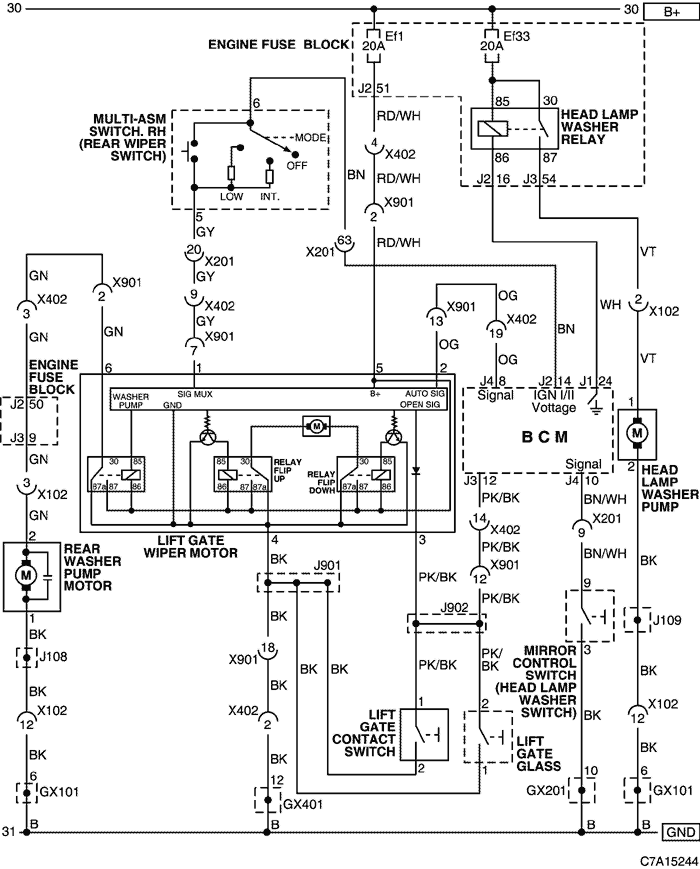 30
30
B+
ENGINE FUSE BLOCK
Ef1
20A
Ef33
20A
J2 51
85
30
HEAD LAMP
WASHER
RELAY
86
87
J2 16
J3 54
6
MULTI-ASM
SWITCH. RH
(REAR WIPER
SWITCH)
MODE
OFF
LOW
INT.
5
RD/WH
4
X402
RD/WH
X901
2
RD/WH
BN
GY
20
X201
GY
9
X402
GY
X901
7
X201
63
VT
2
X102
VT
WH
BN
GN
X402
3
GN
X901
2
GN
X901
13
OG
OG
X402
19
OG
ENGINE
FUSE
BLOCK
J2 50
J3 9
GN
3
X102
GN
6
1
5
2
WASHER
PUMP
SIG MUX
GND
B+
AUTO SIG
OPEN SIG
M
30
85
87a
87
86
85
30
86
87
87a
RELAY
FLIP
UP
RELAY
FLIP
DOWN
30
85
87a
87
86
LIFT GATE
WIPER MOTOR
4
3
J4 8
J2 14
J1 24
Signal
IGN I/II
Voltage
BCM
Signal
J3 12
J4 10
1
M
2
HEAD
LAMP
WASHER
PUMP
2
REAR
WASHER
PUMP
MOTOR
M
1
BK
J108
BK
X102
12
BK
6
GX101
B
BK
J901
BK
18
X901
BK
X402
2
BK
12
GX401
B
BK
BK
PK/BK
J902
PK/BK
PK/
BK
PK/BK
14
X402
PK/BK
X901
12
PK/BK
BN/WH
X201
9
BN/WH
9
3
MIRROR
CONTROL
SWITCH
(HEAD LAMP
WASHER
SWITCH)
BK
10
GX201
B
BK
J109
BK
X102
12
BK
6
GX101
B
1
LIFT
GATE
CONTACT
SWITCH
2
2
LIFT
GATE
GLASS
1
31
GND
C7A15244